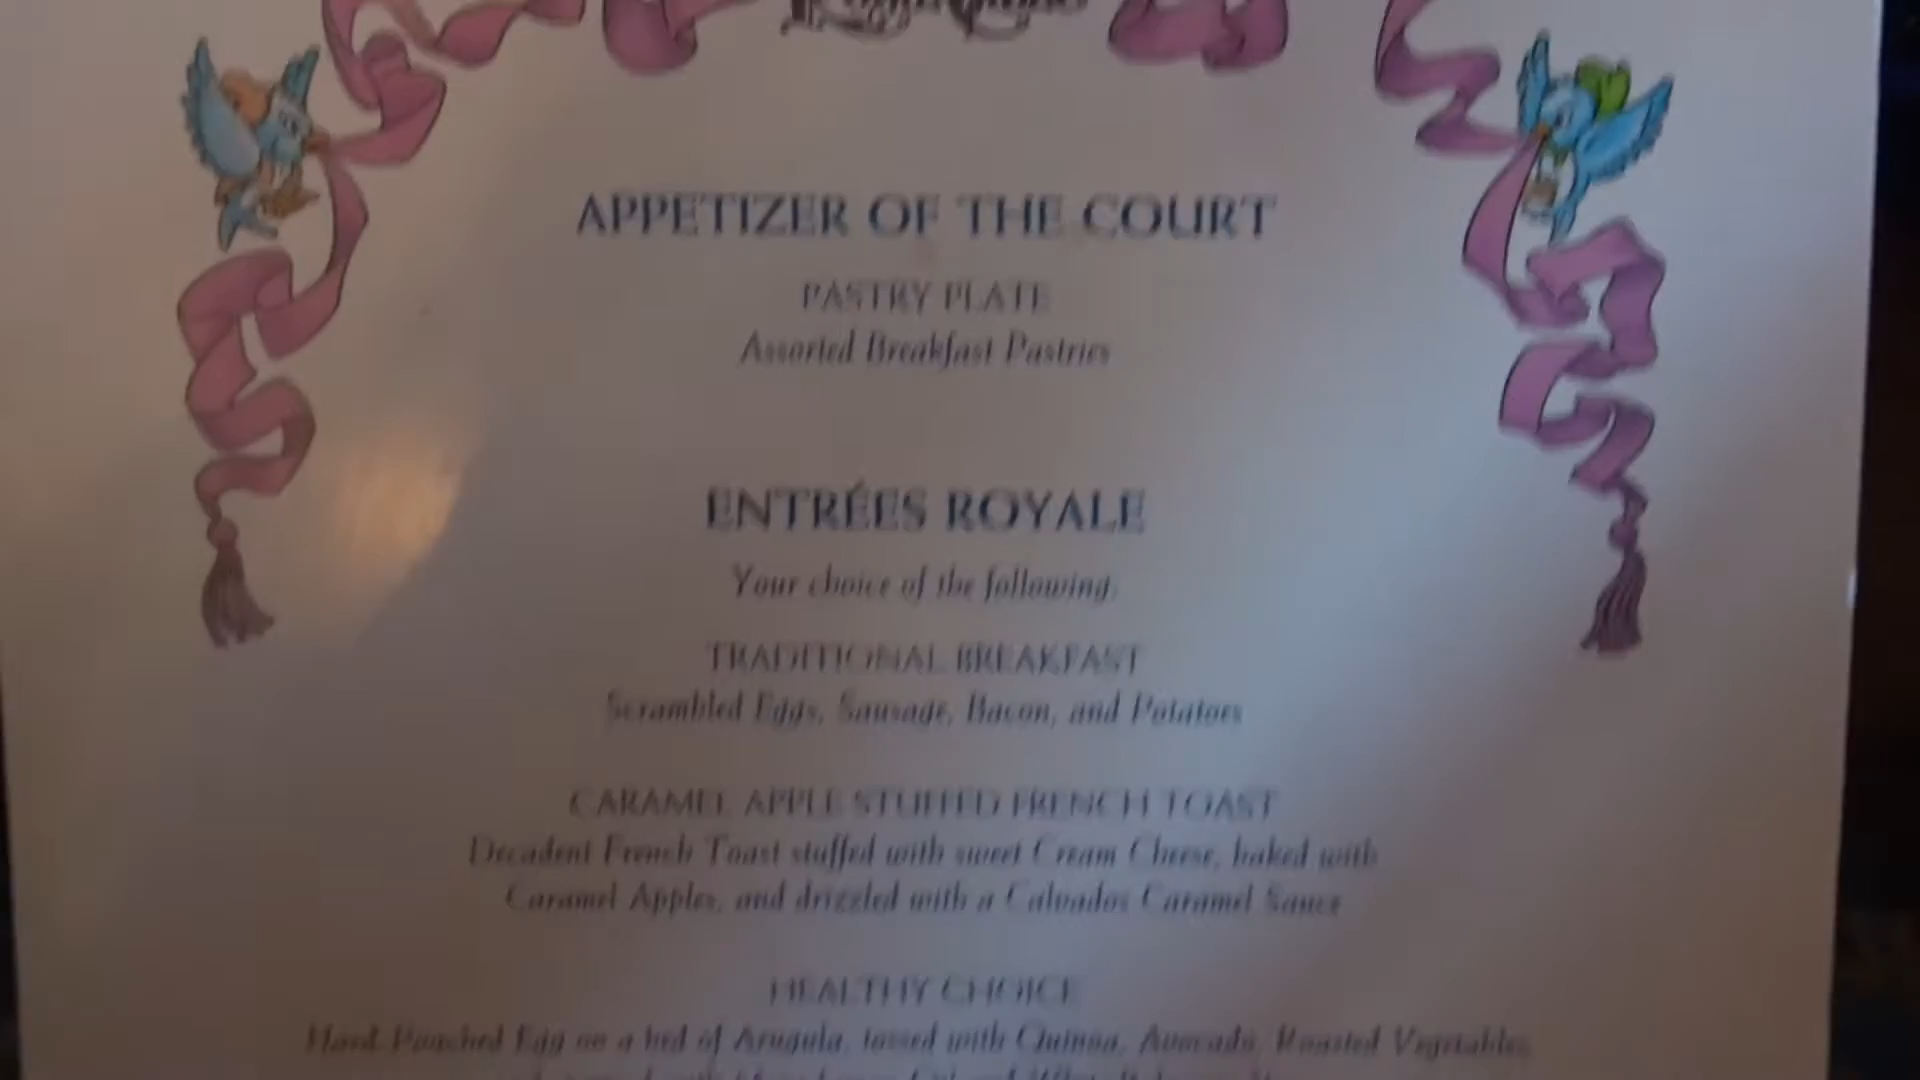 APPETIZER OF THE COURT
PASTRY PLATE
Assorted Breakfast Pastries
ENTRÉES ROYALE
Your choice of the following:
TRADITIONAL BREAKFAST
Scrambled Eggs, Sausage, Bacon, and Potatoes
CARAMEL APPLE STUFFED FRENCH TOAST
Decadent French Toast stuffed with sweet Cream Cheese, baked with
Caramel Apples, and drizzled with a Calvados Caramel Sauce
HEALTHY CHOICE
Hard-Poached Egg on a bed of Arugula, tossed with Quinoa, Avocado, Roasted Vegetables,